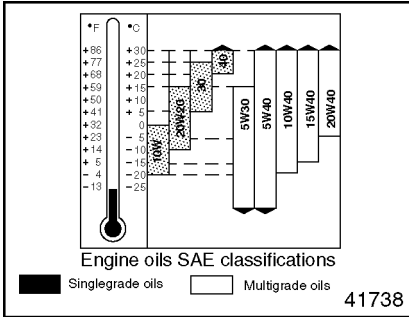 °F °C
+86 +30
+77 +25
+68 +20
+59 +15
+50 +10
+41 +5
+32 0
+23 -5
+14 -10
+5 -15
-4 -20
-13 -25
10W
20W-20
30
40
5W30
5W40
10W40
15W40
20W40
Engine oils SAE classifications
Singlegrade oils
Multigrade oils
41738